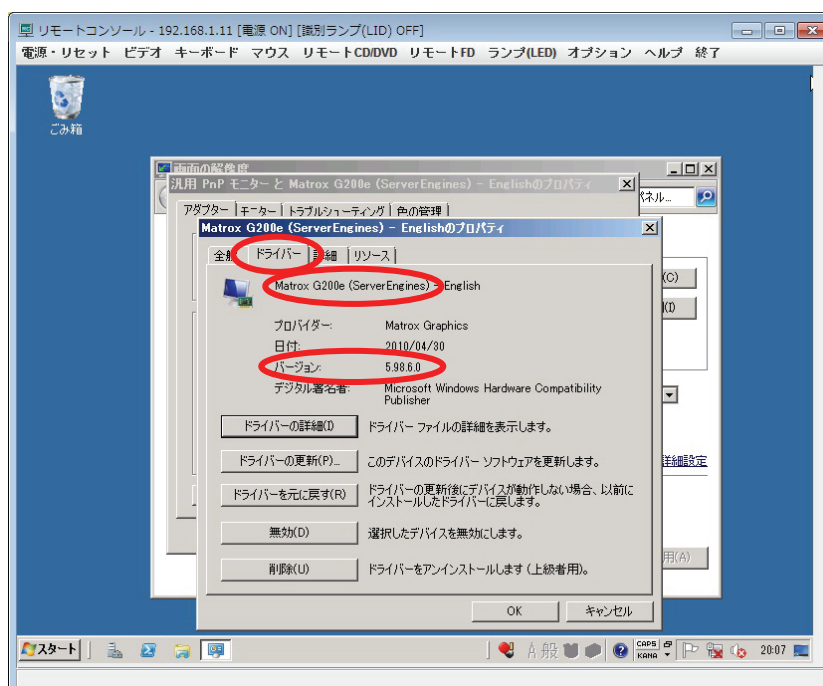 リモートコンソール - 192.168.1.11 [電源 ON] [識別ランプ(LID) OFF]
電源・リセット ビデオ キーボード マウス リモートCD/DVD リモートFD ランプ(LED) オプション ヘルプ 終了
ごみ箱
画面の解像度
汎用 PnP モニターと Matrox G200e (ServerEngines) - Englishのプロパティ
ネル...
アダプター モニター トラブルシューティング 色の管理
Matrox G200e (ServerEngines) - Englishのプロパティ
全般 ドライバー 詳細 リソース
(C)
Matrox G200e (ServerEngines) - English
(I)
プロバイダー: Matrox Graphics
日付: 2010/04/30
バージョン: 5.98.6.0
デジタル署名者: Microsoft Windows Hardware Compatibility
Publisher
ドライバーの詳細(I) ドライバー ファイルの詳細を表示します。
ドライバーの更新(P)... このデバイスのドライバー ソフトウェアを更新します。
詳細設定
ドライバーを元に戻す(R) ドライバーの更新後にデバイスが動作しない場合、以前に
インストールしたドライバーに戻します。
無効(D) 選択したデバイスを無効にします。
用(A)
削除(U) ドライバーをアンインストールします (上級者用)。
OK キャンセル
スタート
A 般
CAPS
KANA
20:07